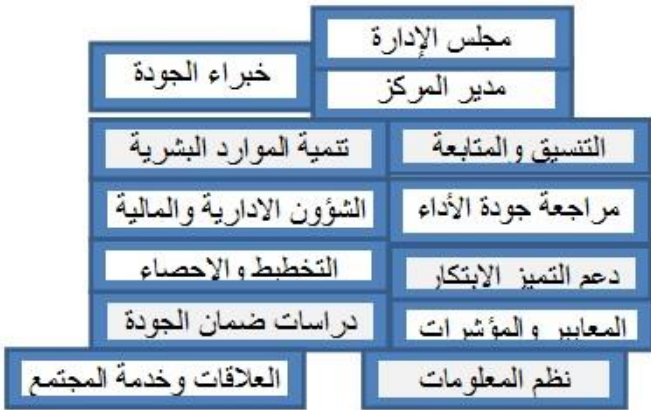 مجلس الإدارة
خبراء الجودة
مدير المركز
التنسيق والمتابعة
تنمية الموارد البشرية
مراجعة جودة الأداء
الشؤون الادارية والمالية
دعم التميز الابتكار
التخطيط والاحصاء
المعايير والمؤشرات
دراسات ضمان الجودة
نظم المعلومات
العلاقات وخدمة المجتمع